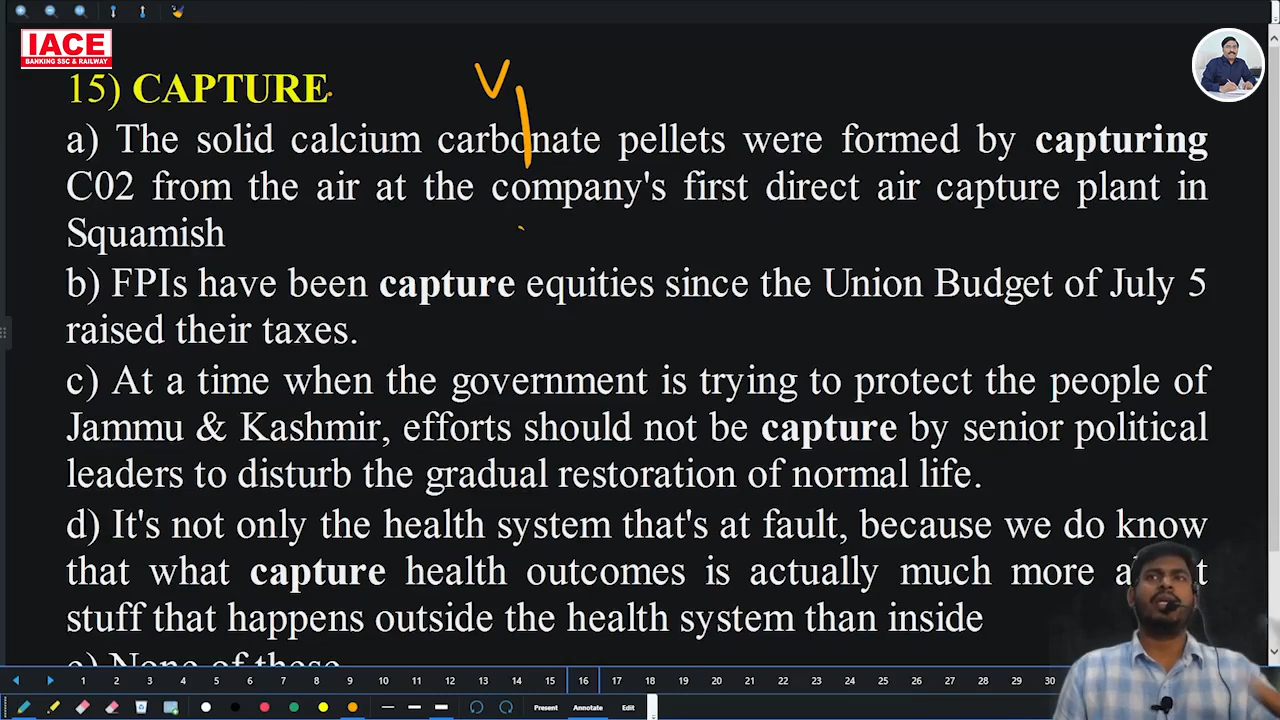 IACE
BANKING SSC & RAILWAY
15) CAPTURE
a) The solid calcium carbonate pellets were formed by capturing
C02 from the air at the company's first direct air capture plant in
Squamish
b) FPIs have been capture equities since the Union Budget of July 5
raised their taxes.
c) At a time when the government is trying to protect the people of
Jammu & Kashmir, efforts should not be capture by senior political
leaders to disturb the gradual restoration of normal life.
d) It's not only the health system that's at fault, because we do know
that what capture health outcomes is actually much more
stuff that happens outside the health system than inside
e) None of these
1 2 3 4 5 6 7 8 9 10 11 12 13 14 15 16 17 18 19 20 21 22 23 24 25 26 27 28 29 30
Present Annotate Edit